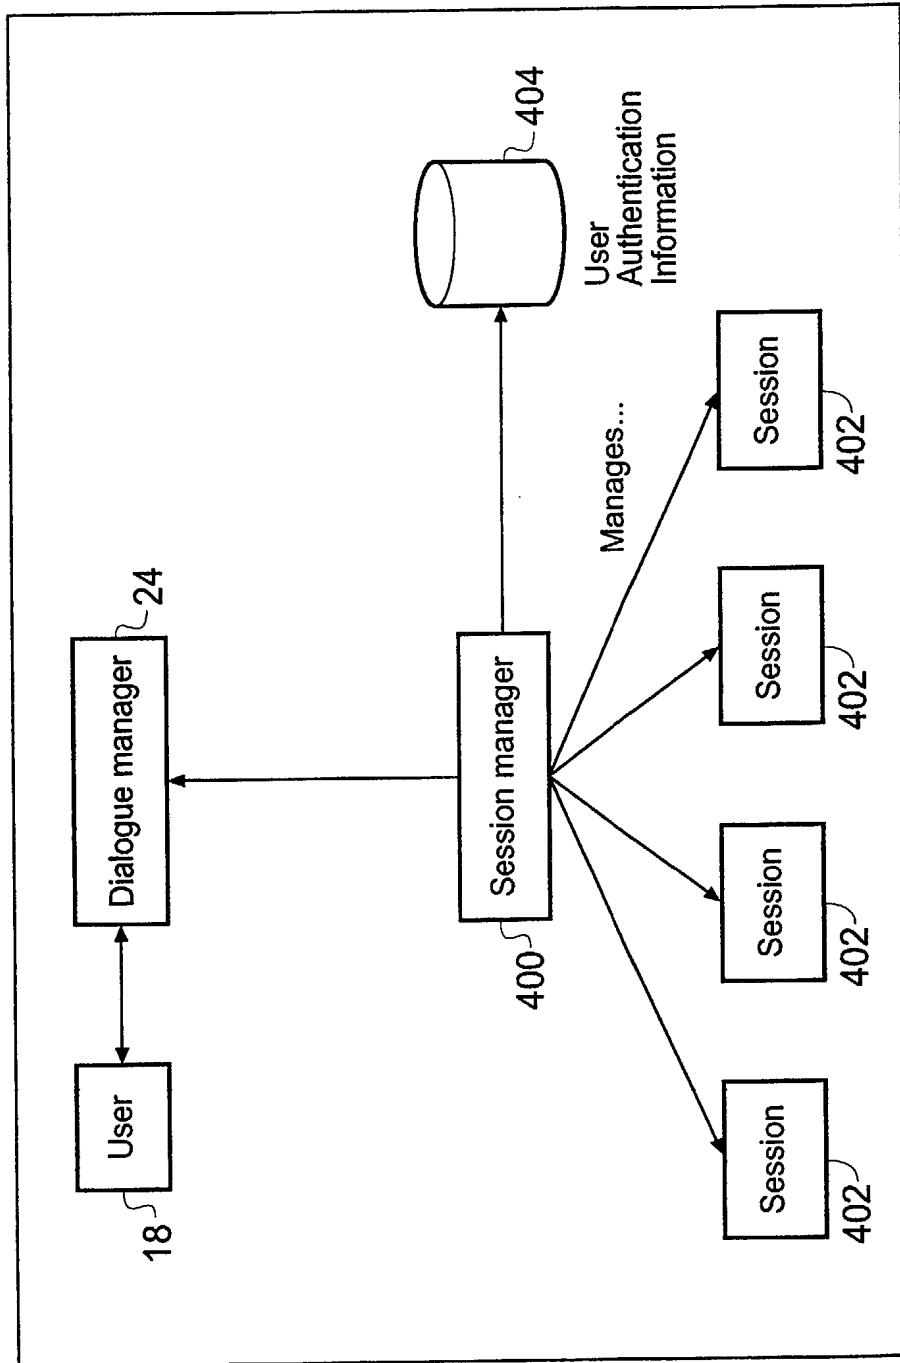 User
18
Dialogue manager
24
Session manager
400
404
User
Authentication
Information
Manages...
Session
402
Session
402
Session
402
Session
402